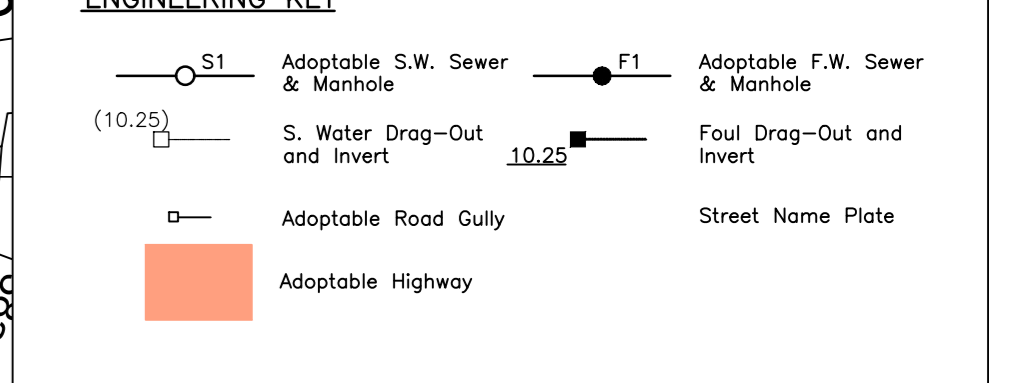 ENGINEERING KEY
S1
Adoptable S.W. Sewer
& Manhole
F1
Adoptable F.W. Sewer
& Manhole
(10.25)
S. Water Drag-Out
and Invert
10.25
Foul Drag-Out and
Invert
Adoptable Road Gully
Street Name Plate
Adoptable Highway